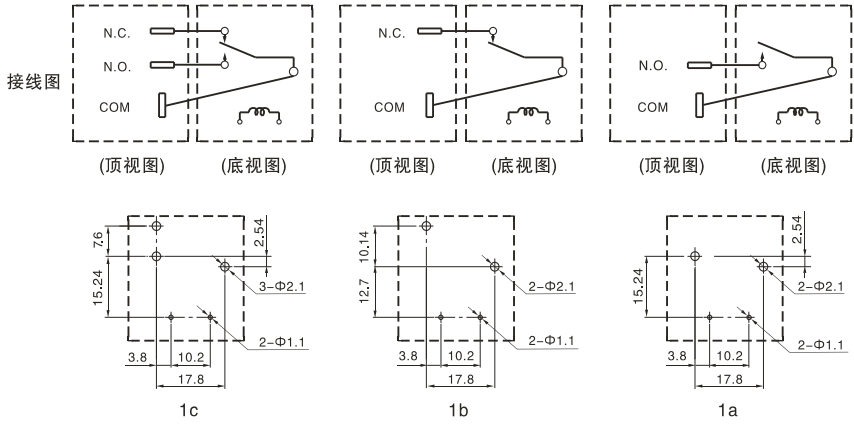 接线图
N.C.
N.O.
COM
(顶视图)
(底视图)
N.C.
COM
(顶视图)
(底视图)
N.O.
COM
(顶视图)
(底视图)
7.6
15.24
2.54
3-Φ2.1
2-Φ1.1
3.8
10.2
17.8
1c
10.14
12.7
2-Φ2.1
2-Φ1.1
3.8
10.2
17.8
1b
15.24
2.54
2-Φ2.1
2-Φ1.1
3.8
10.2
17.8
1a